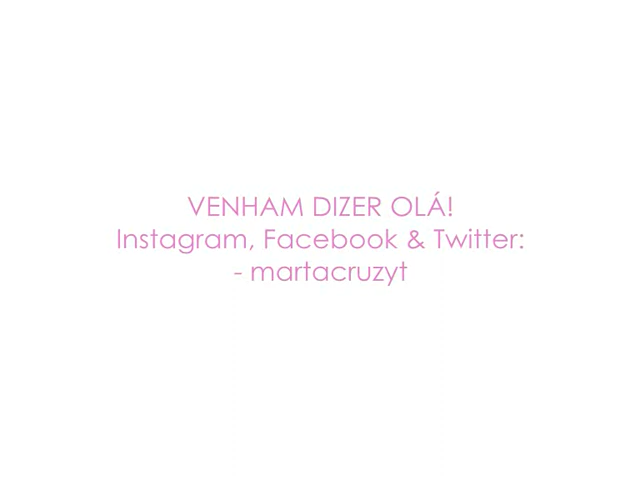 VENHAM DIZER OLÁ!
Instagram, Facebook & Twitter:
- martacruzyt